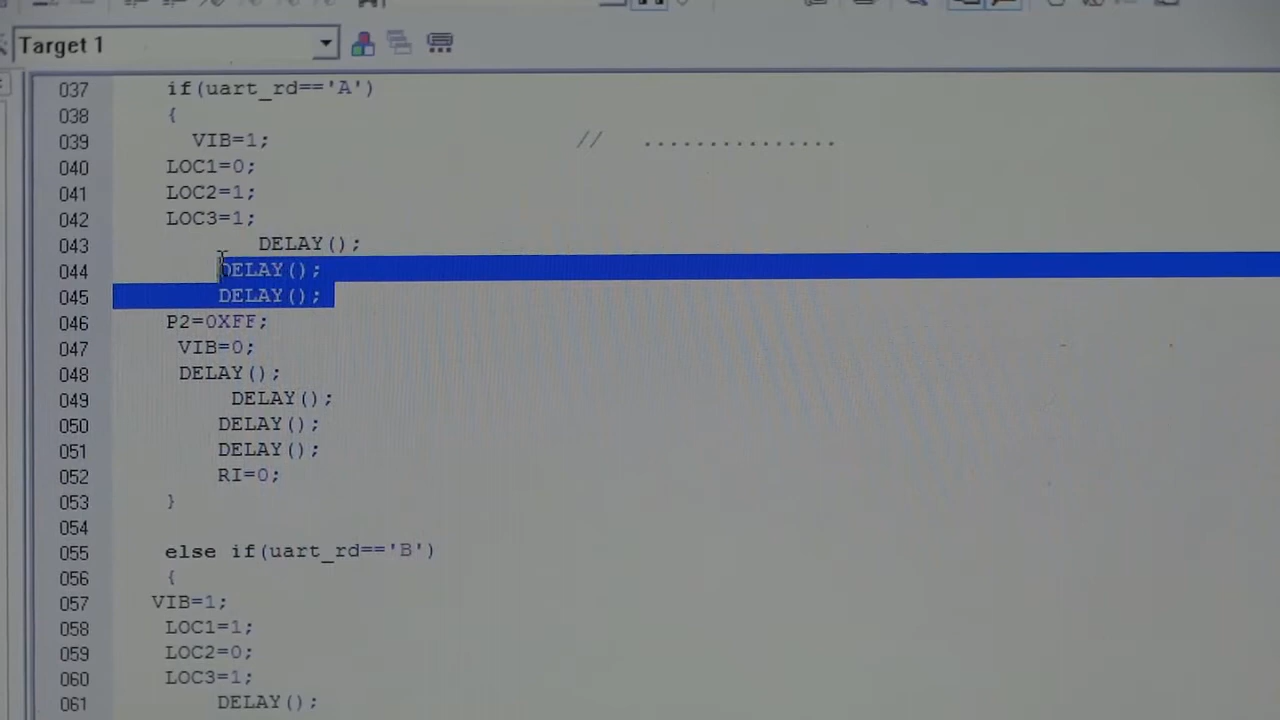 Target 1
037 if(uart_rd=='A')
038 {
039 VIB=1; // ...............
040 LOC1=0;
041 LOC2=1;
042 LOC3=1;
043 DELAY();
044 DELAY();
045 DELAY();
046 P2=0XFF;
047 VIB=0;
048 DELAY();
049 DELAY();
050 DELAY();
051 DELAY();
052 RI=0;
053 }
054
055 else if(uart_rd=='B')
056 {
057 VIB=1;
058 LOC1=1;
059 LOC2=0;
060 LOC3=1;
061 DELAY();